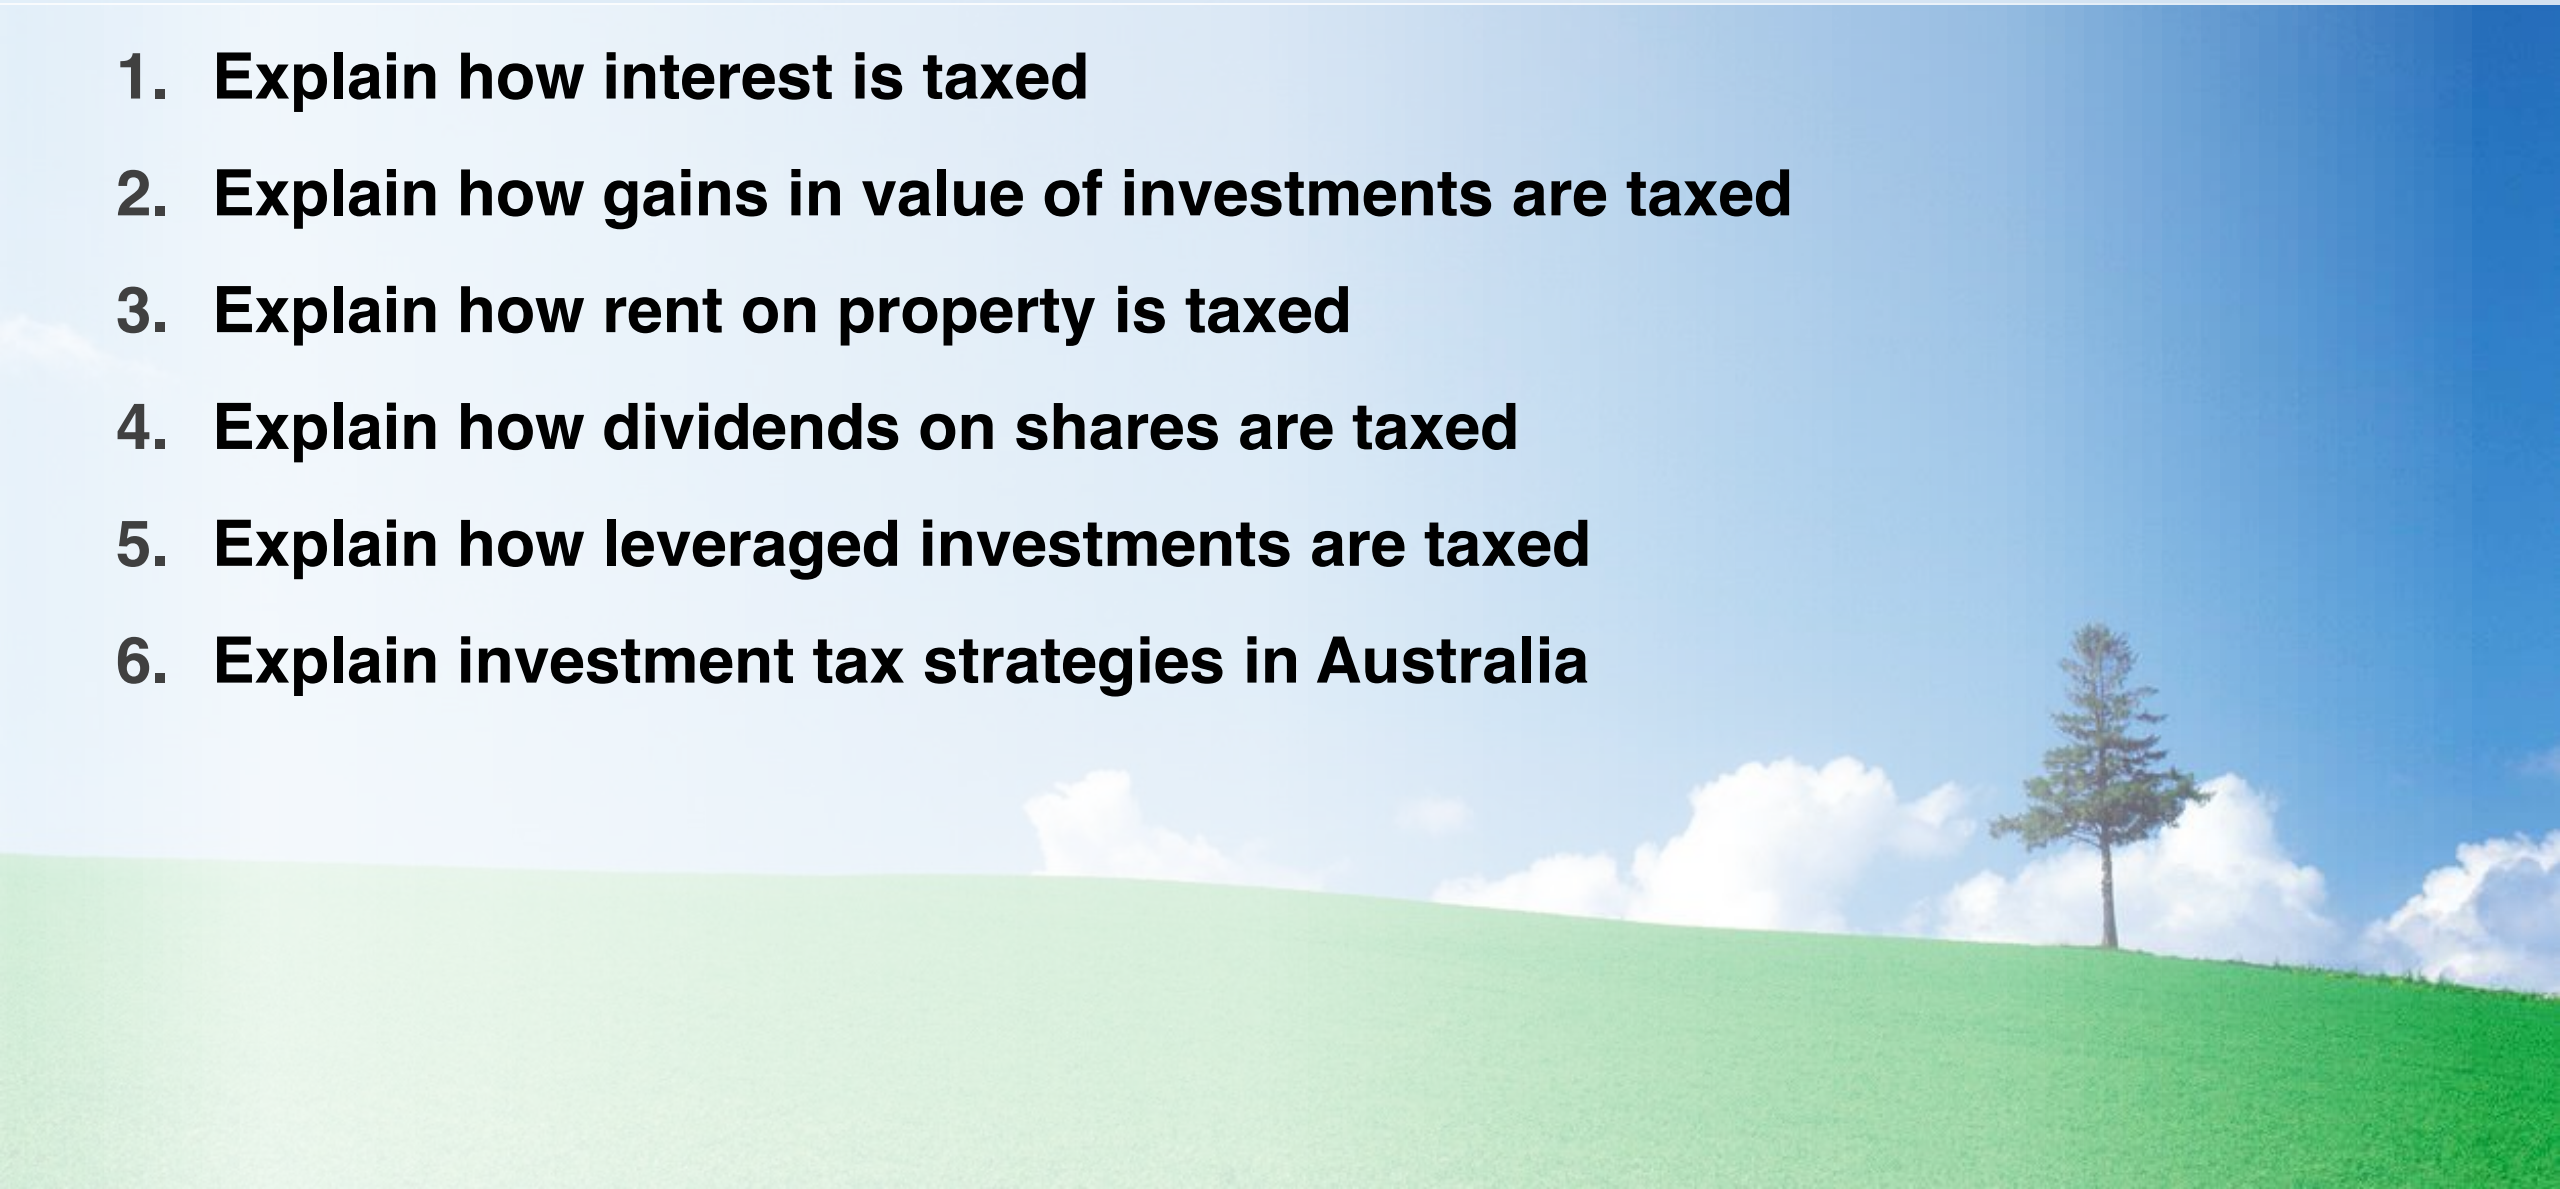 1. Explain how interest is taxed
2. Explain how gains in value of investments are taxed
3. Explain how rent on property is taxed
4. Explain how dividends on shares are taxed
5. Explain how leveraged investments are taxed
6. Explain investment tax strategies in Australia